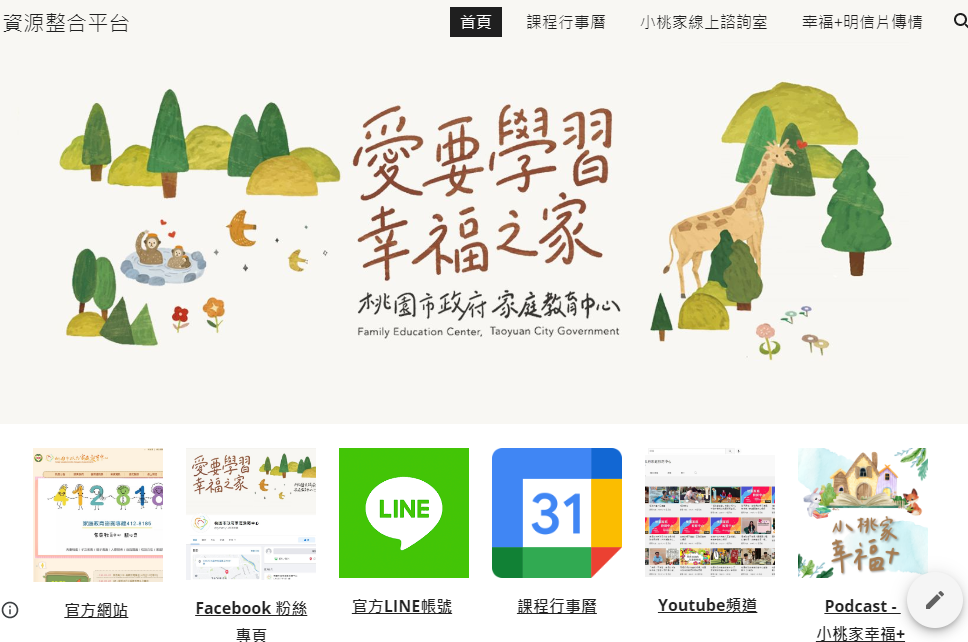 資源整合平台
首頁
課程行事曆
小桃家線上諮詢室
幸福+明信片傳情
愛要學習
幸福之家
桃園市政府 家庭教育中心
Family Education Center, Taoyuan City Government
愛要學習
幸福之家
LINE
31
小桃家
幸福+
官方網站
Facebook 粉絲
專頁
官方LINE帳號
課程行事曆
Youtube頻道
Podcast -
小桃家幸福+